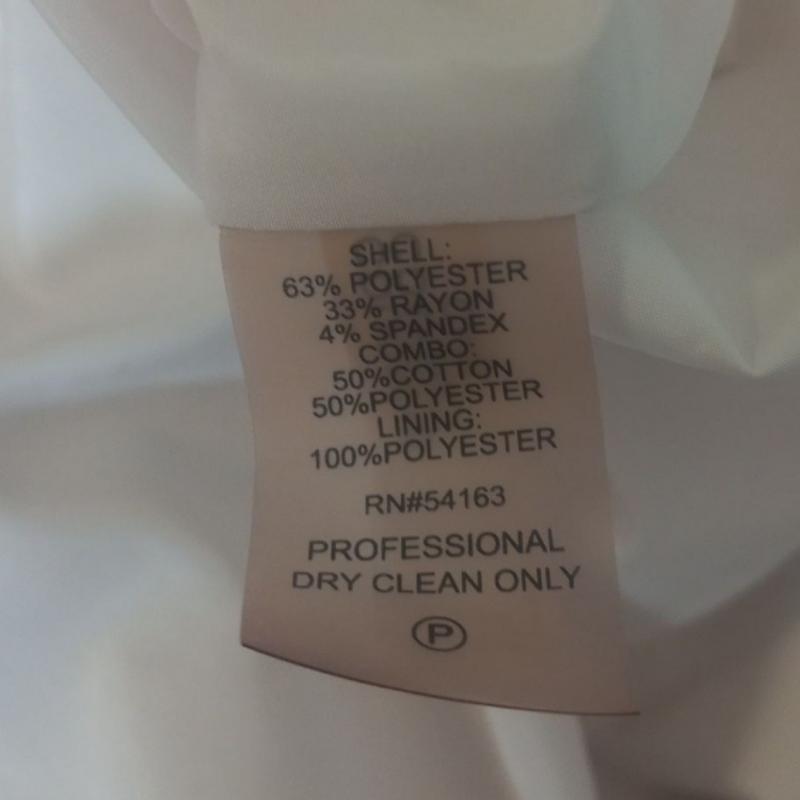 SHELL:
63% POLYESTER
33% RAYON
4% SPANDEX
COMBO:
50%COTTON
50%POLYESTER
LINING:
100%POLYESTER
RN#54163
PROFESSIONAL
DRY CLEAN ONLY
P